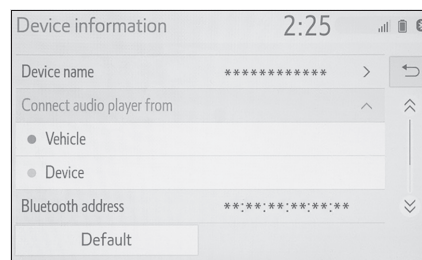 Device information 2:25
Device name ************
Connect audio player from
Vehicle
Device
Bluetooth address **:**:**:**:**:**
Default